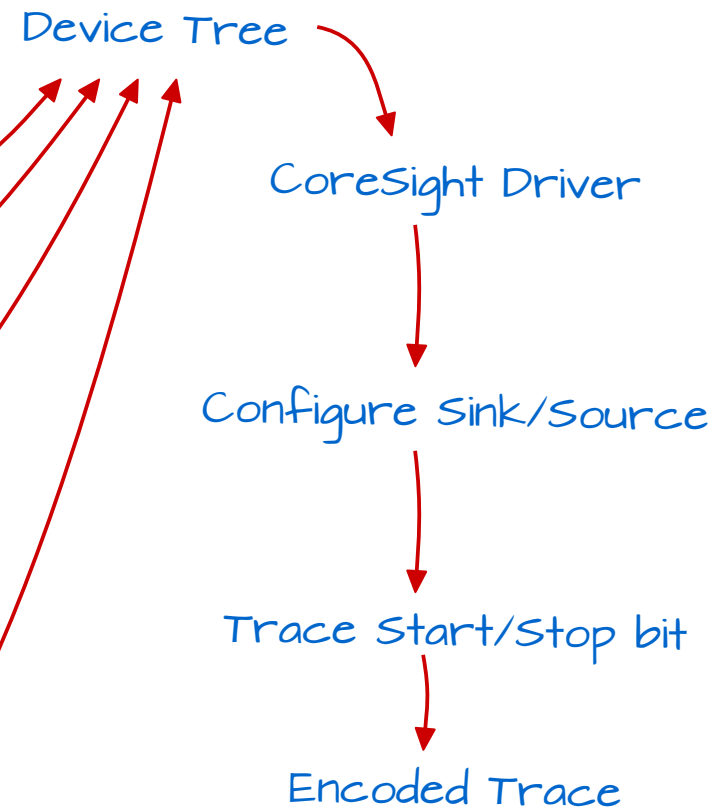 Device Tree
CoreSight Driver
Configure Sink/Source
Trace Start/Stop bit
Encoded Trace